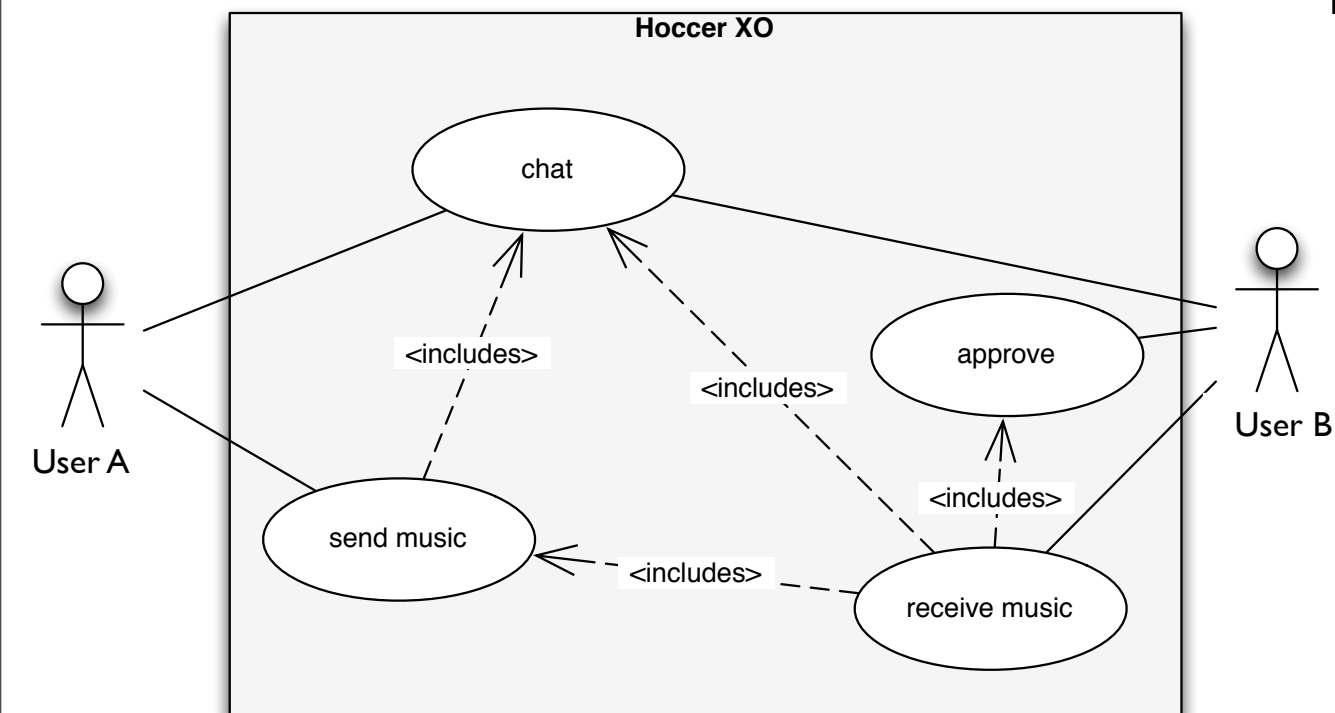 Hoccer XO
chat
<includes>
approve
<includes>
User B
User A
<includes>
send music
<includes>
receive music